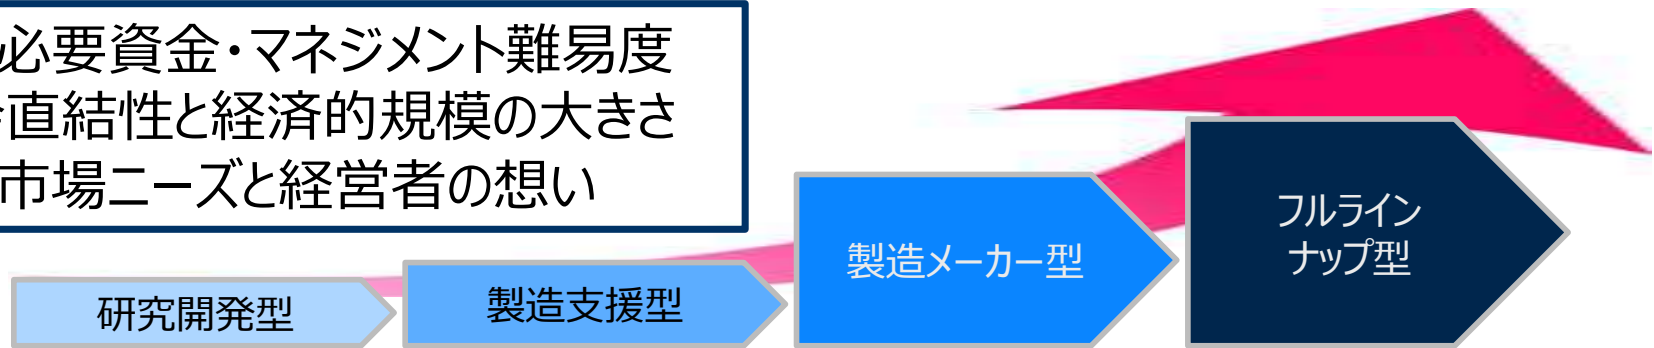 必要資金・マネジメント難易度
直結性と経済的規模の大きさ
市場ニーズと経営者の想い
フルライン
ナップ型
製造メーカー型
製造支援型
研究開発型